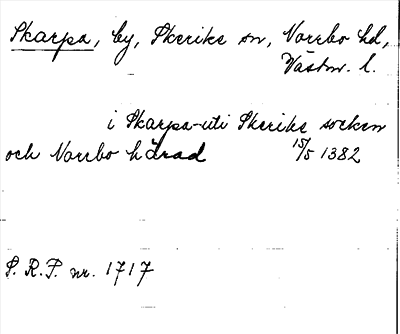 Skarpa, by, Skerike sn, Norrbo hd,
Västm. l.
i Skarpa-uti Skerike socken
och Norrbo härad 15/5 1382
S. R. P. nr. 1717